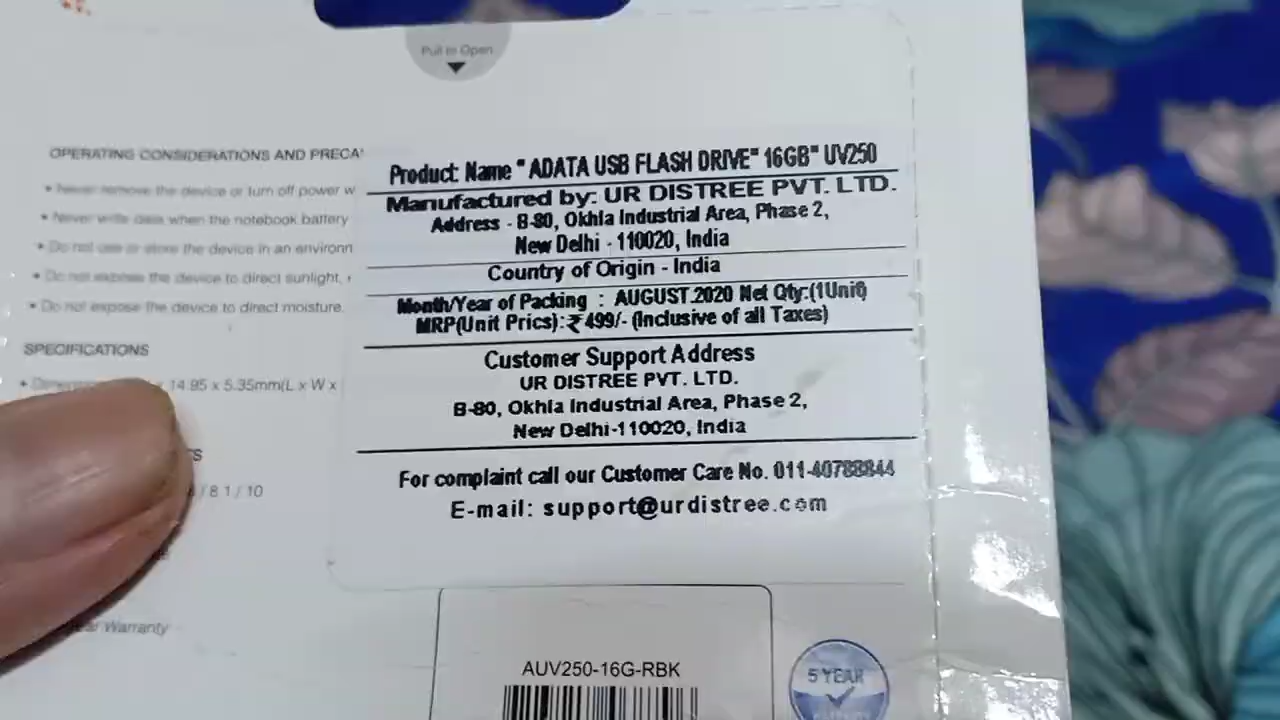 Pull to Open
OPERATING CONSIDERATIONS AND PRECA
• Never remove the device or turn off power w
• Never write data when the notebook battery
• Do not use or store the device in an environn
• Do not expose the device to direct sunlight,
• Do not expose the device to direct moisture.
SPECIFICATIONS
14.95 x 5.35mm(L x W x
/ 8.1 / 10
ear Warranty
Product Name " ADATA USB FLASH DRIVE" 16GB" UV250
Manufactured by: UR DISTREE PVT. LTD.
Address - B-80, Okhla Industrial Area, Phase 2,
New Delhi - 110020, India
Country of Origin - India
Month/Year of Packing : AUGUST.2020 Net Qty:(1Unit)
MRP(Unit Prics):₹499/- (Inclusive of all Taxes)
Customer Support Address
UR DISTREE PVT. LTD.
B-80, Okhla Industrial Area, Phase 2,
New Delhi-110020, India
For complaint call our Customer Care No. 011-40788844
E-mail: support@urdistree.com
AUV250-16G-RBK
5 YEAR